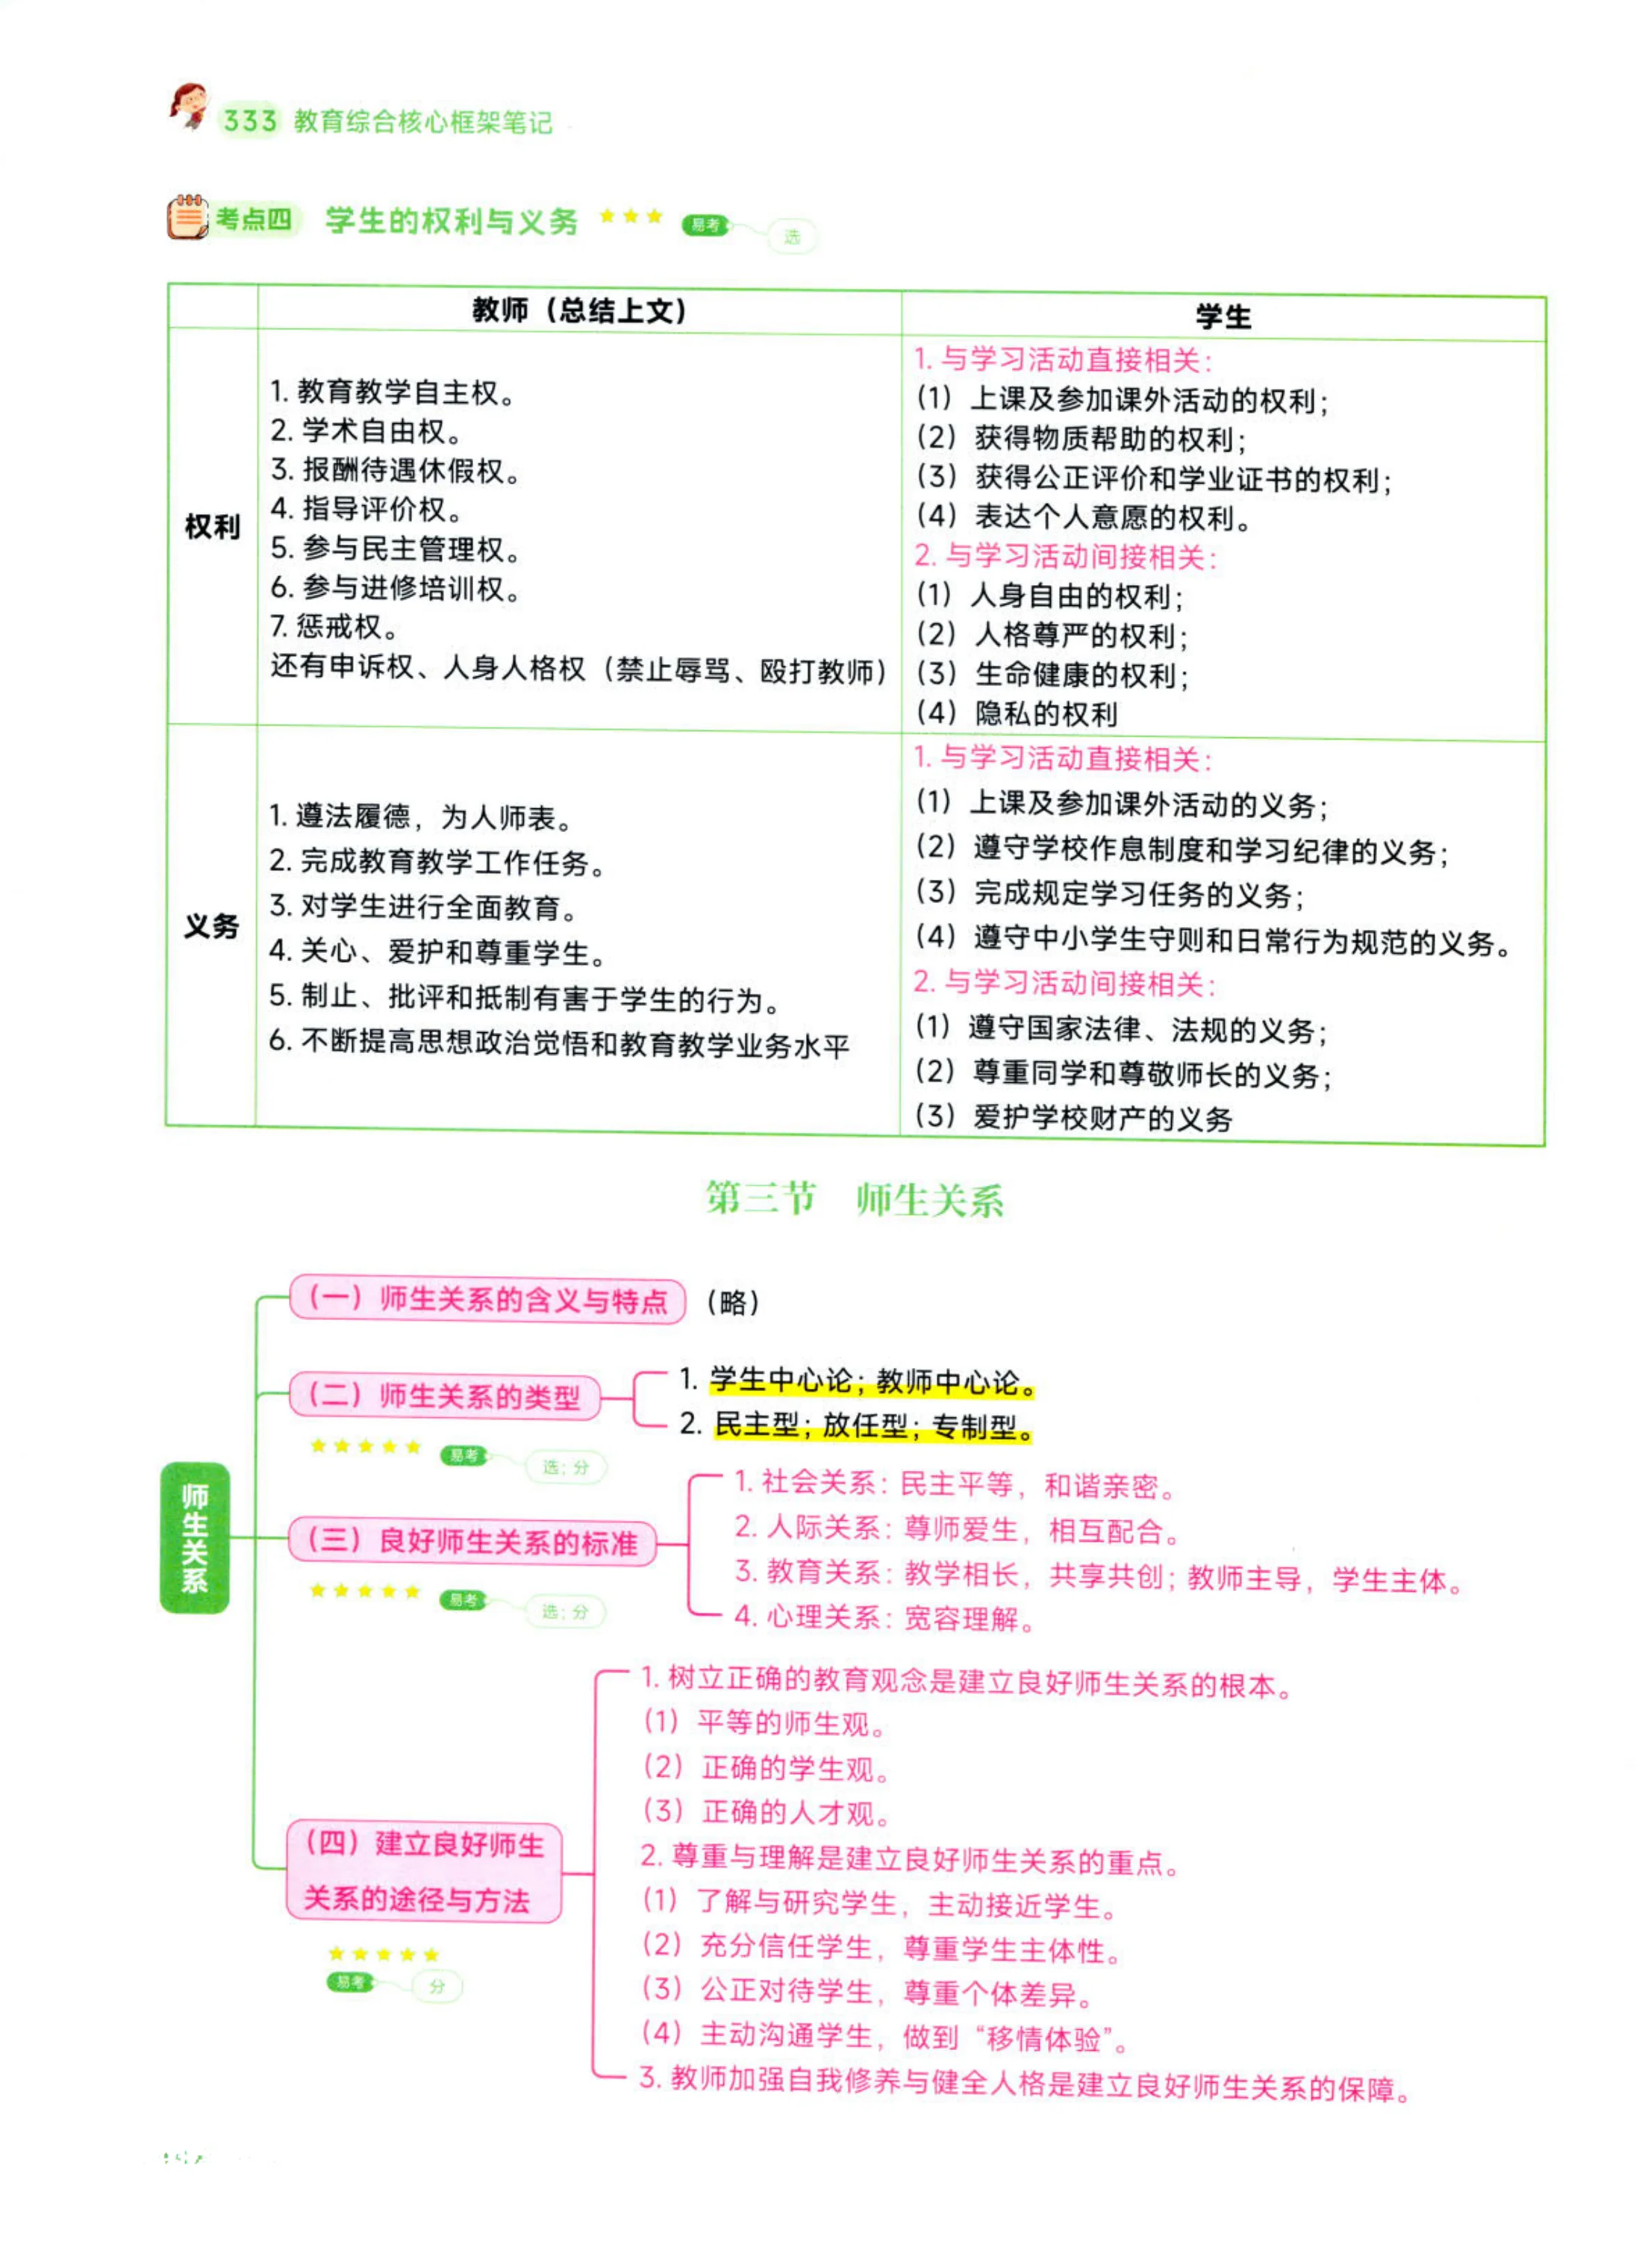 333 教育综合核心框架笔记
考点四 学生的权利与义务 易考 选
教师（总结上文） 学生
权利
1. 教育教学自主权。
2. 学术自由权。
3. 报酬待遇休假权。
4. 指导评价权。
5. 参与民主管理权。
6. 参与进修培训权。
7. 惩戒权。
还有申诉权、人身人格权（禁止辱骂、殴打教师）
1. 与学习活动直接相关：
（1）上课及参加课外活动的权利；
（2）获得物质帮助的权利；
（3）获得公正评价和学业证书的权利；
（4）表达个人意愿的权利。
2. 与学习活动间接相关：
（1）人身自由的权利；
（2）人格尊严的权利；
（3）生命健康的权利；
（4）隐私的权利
义务
1. 遵法履德，为人师表。
2. 完成教育教学工作任务。
3. 对学生进行全面教育。
4. 关心、爱护和尊重学生。
5. 制止、批评和抵制有害于学生的行为。
6. 不断提高思想政治觉悟和教育教学业务水平
1. 与学习活动直接相关：
（1）上课及参加课外活动的义务；
（2）遵守学校作息制度和学习纪律的义务；
（3）完成规定学习任务的义务；
（4）遵守中小学生守则和日常行为规范的义务。
2. 与学习活动间接相关：
（1）遵守国家法律、法规的义务；
（2）尊重同学和尊敬师长的义务；
（3）爱护学校财产的义务
第三节 师生关系
师生关系
（一）师生关系的含义与特点 （略）
（二）师生关系的类型
易考 选；分
1. 学生中心论；教师中心论。
2. 民主型；放任型；专制型。
（三）良好师生关系的标准
易考 选；分
1. 社会关系：民主平等，和谐亲密。
2. 人际关系：尊师爱生，相互配合。
3. 教育关系：教学相长，共享共创；教师主导，学生主体。
4. 心理关系：宽容理解。
（四）建立良好师生
关系的途径与方法
易考 分
1. 树立正确的教育观念是建立良好师生关系的根本。
（1）平等的师生观。
（2）正确的学生观。
（3）正确的人才观。
2. 尊重与理解是建立良好师生关系的重点。
（1）了解与研究学生，主动接近学生。
（2）充分信任学生，尊重学生主体性。
（3）公正对待学生，尊重个体差异。
（4）主动沟通学生，做到“移情体验”。
3. 教师加强自我修养与健全人格是建立良好师生关系的保障。